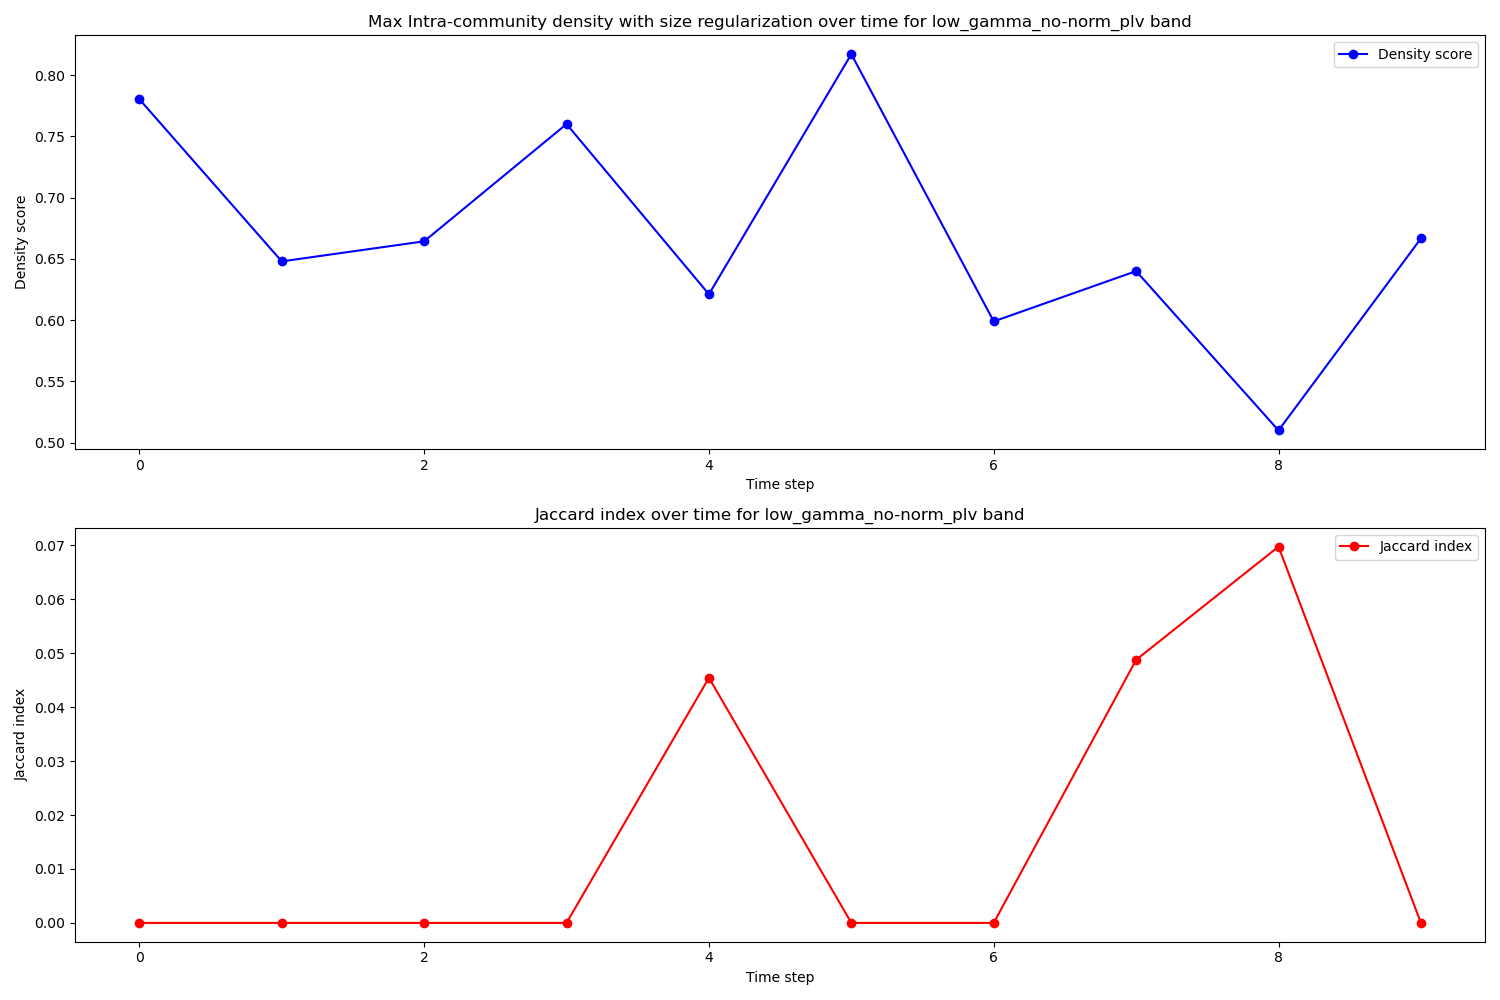 Max Intra-community density with size regularization over time for low_gamma_no-norm_plv band
Density score
0.80
0.75
0.70
0.65
0.60
0.55
0.50
Density score
0 2 4 6 8
Time step
Jaccard index over time for low_gamma_no-norm_plv band
Jaccard index
0.07
0.06
0.05
0.04
0.03
0.02
0.01
0.00
Jaccard index
0 2 4 6 8
Time step